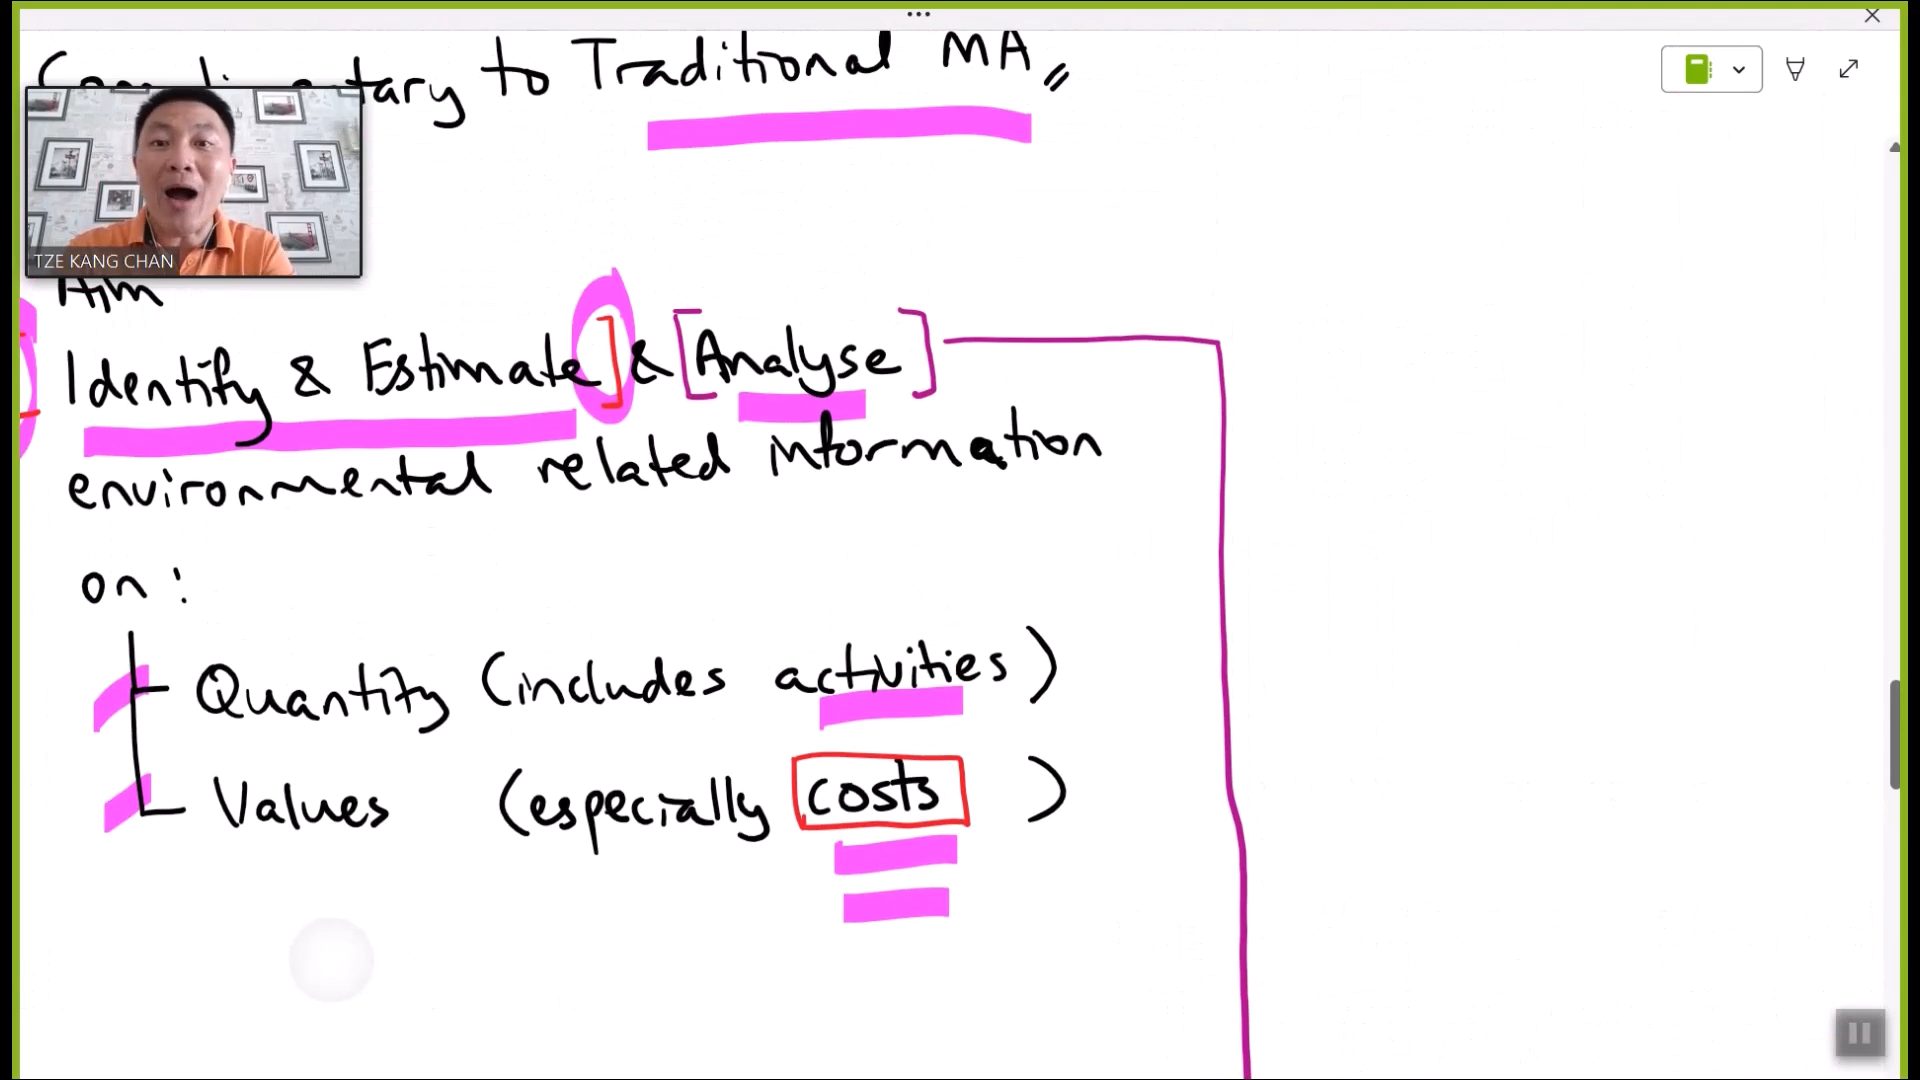 to Traditional MA
TZE KANG CHAN
Aim
Identify & Estimate] & [Analyse]
environmental related information
on :
Quantity (includes activities)
Values (especially costs )